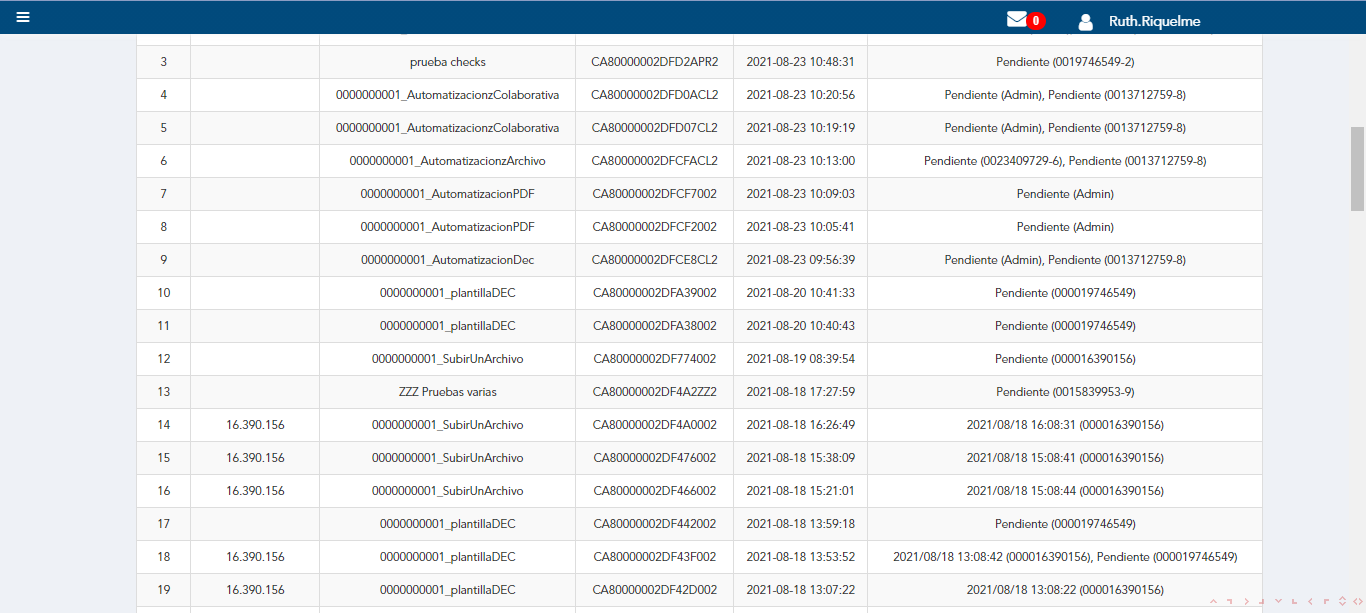 0 Ruth.Riquelme
3 prueba checks CA80000002DFD2APR2 2021-08-23 10:48:31 Pendiente (0019746549-2)
4 0000000001_AutomatizacionzColaborativa CA80000002DFD0ACL2 2021-08-23 10:20:56 Pendiente (Admin), Pendiente (0013712759-8)
5 0000000001_AutomatizacionzColaborativa CA80000002DFD07CL2 2021-08-23 10:19:19 Pendiente (Admin), Pendiente (0013712759-8)
6 0000000001_AutomatizacionzArchivo CA80000002DFCFACL2 2021-08-23 10:13:00 Pendiente (0023409729-6), Pendiente (0013712759-8)
7 0000000001_AutomatizacionPDF CA80000002DFCF7002 2021-08-23 10:09:03 Pendiente (Admin)
8 0000000001_AutomatizacionPDF CA80000002DFCF2002 2021-08-23 10:05:41 Pendiente (Admin)
9 0000000001_AutomatizacionDec CA80000002DFCE8CL2 2021-08-23 09:56:39 Pendiente (Admin), Pendiente (0013712759-8)
10 0000000001_plantillaDEC CA80000002DFA39002 2021-08-20 10:41:33 Pendiente (000019746549)
11 0000000001_plantillaDEC CA80000002DFA38002 2021-08-20 10:40:43 Pendiente (000019746549)
12 0000000001_SubirUnArchivo CA80000002DF774002 2021-08-19 08:39:54 Pendiente (000016390156)
13 ZZZ Pruebas varias CA80000002DF4A2ZZ2 2021-08-18 17:27:59 Pendiente (0015839953-9)
14 16.390.156 0000000001_SubirUnArchivo CA80000002DF4A0002 2021-08-18 16:26:49 2021/08/18 16:08:31 (000016390156)
15 16.390.156 0000000001_SubirUnArchivo CA80000002DF476002 2021-08-18 15:38:09 2021/08/18 15:08:41 (000016390156)
16 16.390.156 0000000001_SubirUnArchivo CA80000002DF466002 2021-08-18 15:21:01 2021/08/18 15:08:44 (000016390156)
17 0000000001_plantillaDEC CA80000002DF442002 2021-08-18 13:59:18 Pendiente (000019746549)
18 16.390.156 0000000001_plantillaDEC CA80000002DF43F002 2021-08-18 13:53:52 2021/08/18 13:08:42 (000016390156), Pendiente (000019746549)
19 16.390.156 0000000001_plantillaDEC CA80000002DF42D002 2021-08-18 13:07:22 2021/08/18 13:08:22 (000016390156)